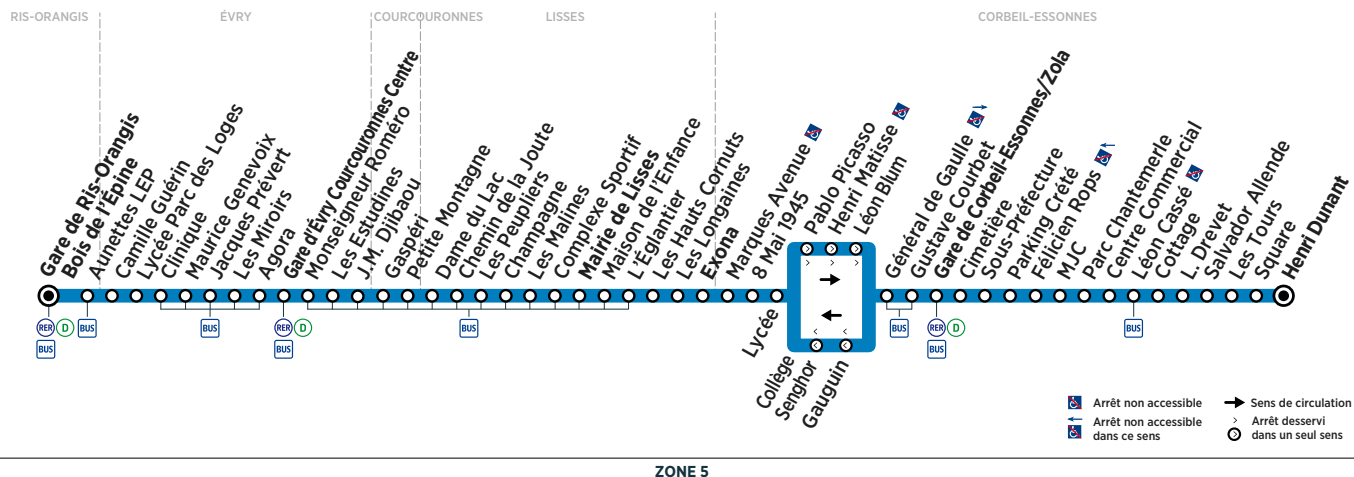 RIS-ORANGIS
ÉVRY
COURCOURONNES
LISSES
CORBEIL-ESSONNES
Gare de Ris-Orangis
Bois de l'Épine
Aunettes LEP
Camille Guérin
Lycée Parc des Loges
Clinique
Maurice Genevoix
Jacques Prévert
Les Miroirs
Agora
Gare d'Évry Courcouronnes Centre
Monseigneur Roméro
Les Estudines
J.M. Djibaou
Gaspéri
Petite Montagne
Dame du Lac
Chemin de la Joute
Les Peupliers
Champagne
Les Malines
Complexe Sportif
Mairie de Lisses
Maison de l'Enfance
L'Églantier
Les Hauts Cornuts
Les Longaines
Exona
Marques Avenue
8 Mai 1945
Lycée
Pablo Picasso
Henri Matisse
Léon Blum
Collège
Senghor
Gauguin
Général de Gaulle
Gustave Courbet
Gare de Corbeil-Essonnes/Zola
Cimetière
Sous-Préfecture
Parking Crété
Félicien Rops
MJC
Parc Chantemerle
Centre Commercial
Léon Cassé
Cottage
L. Drevet
Salvador Allende
Les Tours
Square
Henri Dunant
RER D
BUS
BUS
BUS
RER D
BUS
BUS
BUS
RER D
BUS
BUS
Arrêt non accessible
Arrêt non accessible
dans ce sens
Sens de circulation
Arrêt desservi
dans un seul sens
ZONE 5